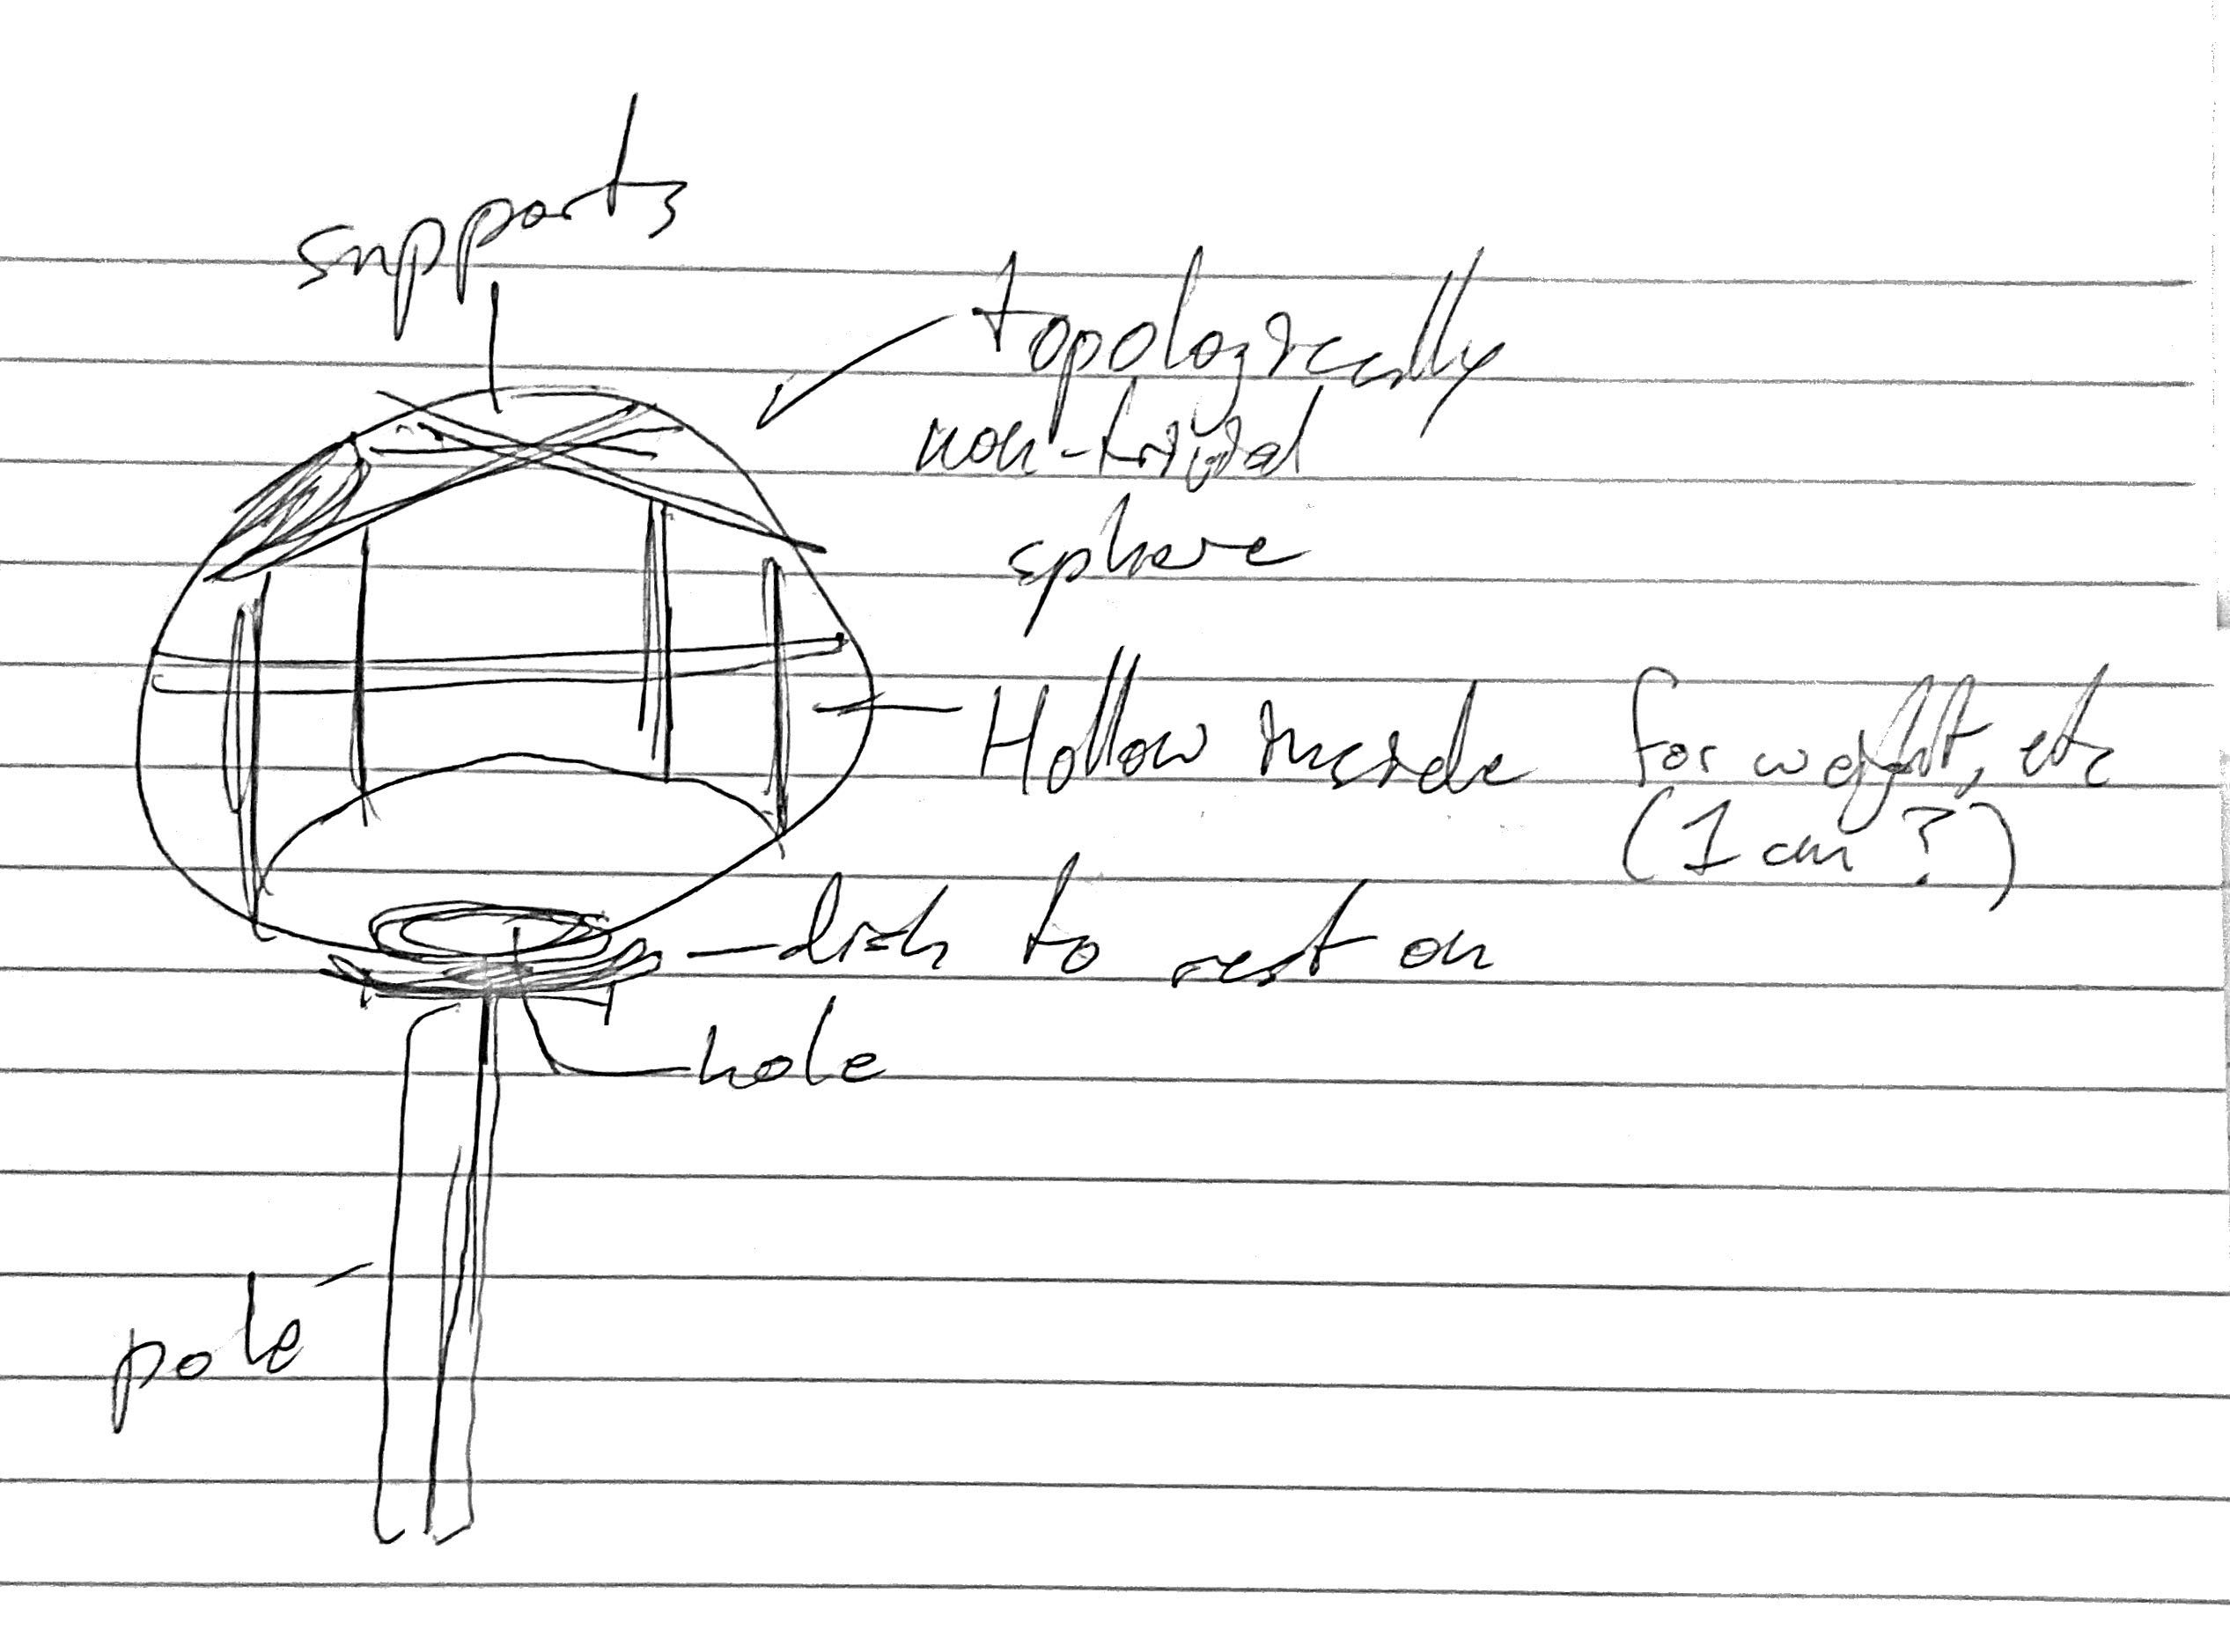 supports
topologically
non-trivial
sphere
Hollow inside for weight, etc
(1 cm?)
dish to rest on
hole
pole